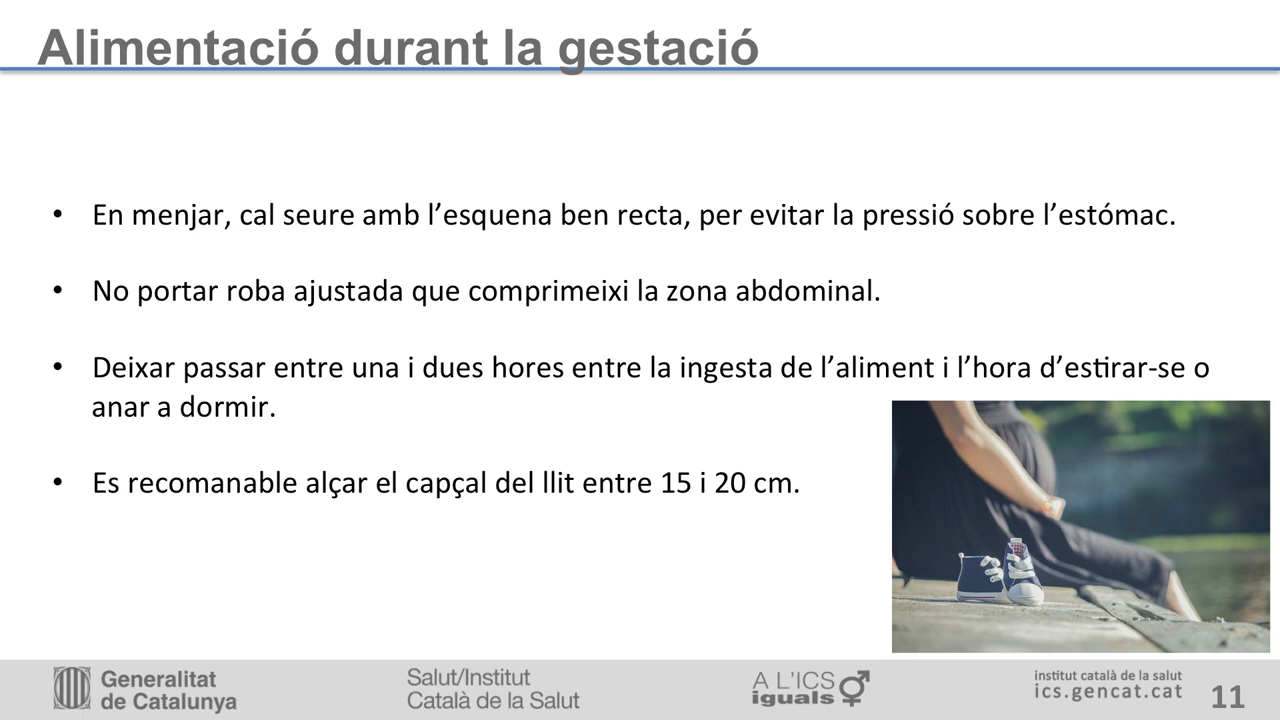 Alimentació durant la gestació
• En menjar, cal seure amb l’esquena ben recta, per evitar la pressió sobre l’estómac.
• No portar roba ajustada que comprimeixi la zona abdominal.
• Deixar passar entre una i dues hores entre la ingesta de l’aliment i l’hora d’estirar-se o
anar a dormir.
• Es recomanable alçar el capçal del llit entre 15 i 20 cm.
Generalitat
de Catalunya
Salut/Institut
Català de la Salut
A L'ICS
iguals
institut català de la salut
ics.gencat.cat
11